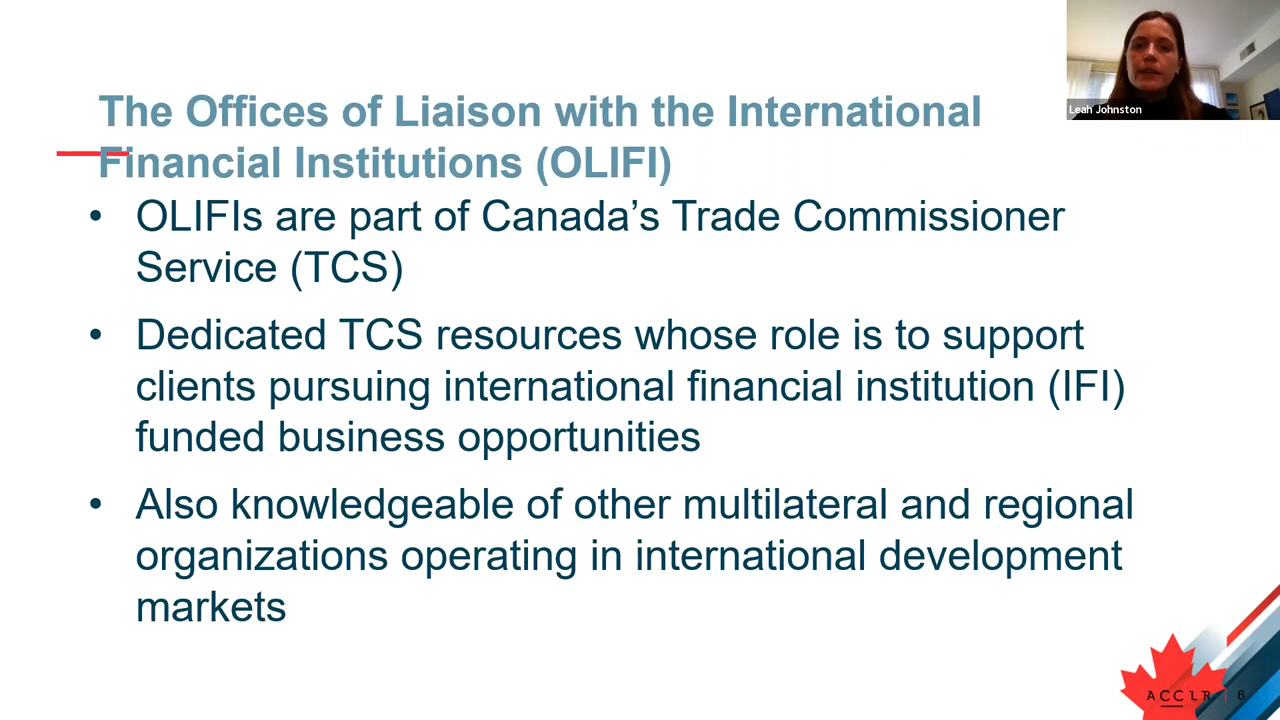 The Offices of Liaison with the International
Financial Institutions (OLIFI)
• OLIFIs are part of Canada’s Trade Commissioner
Service (TCS)
• Dedicated TCS resources whose role is to support
clients pursuing international financial institution (IFI)
funded business opportunities
• Also knowledgeable of other multilateral and regional
organizations operating in international development
markets
Leah Johnston
ACCLR | 6